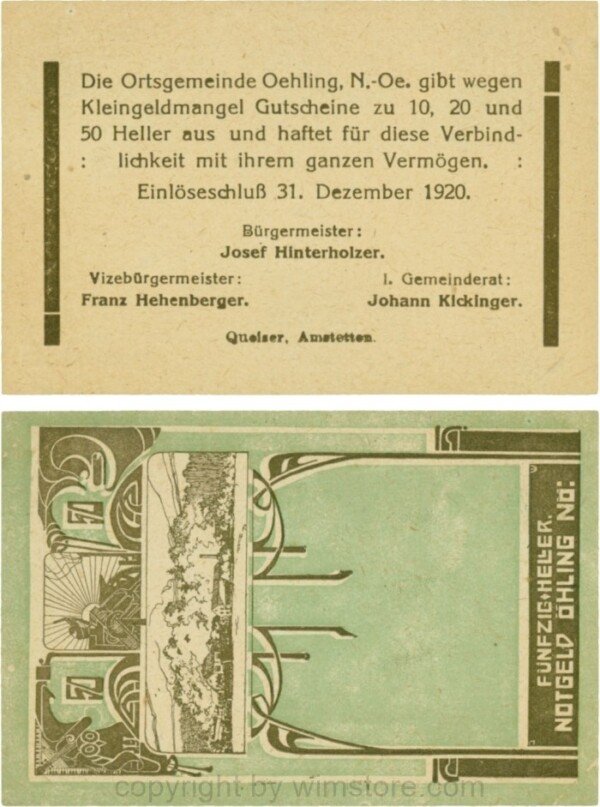 Die Ortsgemeinde Oehling, N.-Oe. gibt wegen
Kleingeldmangel Gutscheine zu 10, 20 und
50 Heller aus und haftet für diese Verbind-
: lichkeit mit ihrem ganzen Vermögen. :
Einlöseschluß 31. Dezember 1920.
Bürgermeister:
Josef Hinterholzer.
Vizebürgermeister: I. Gemeinderat:
Franz Hehenberger. Johann Kickinger.
Queiser, Amstetten.
FÜNFZIG•HELLER.
NOTGELD ÖHLING NÖ:
copyright by wimstore.com